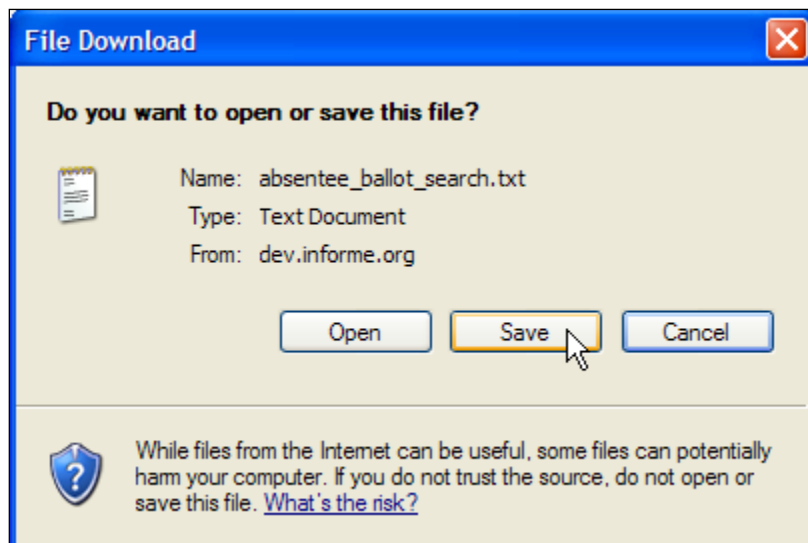 File Download
Do you want to open or save this file?
Name: absentee_ballot_search.txt
Type: Text Document
From: dev.informe.org
Open Save Cancel
While files from the Internet can be useful, some files can potentially
harm your computer. If you do not trust the source, do not open or
save this file. What's the risk?